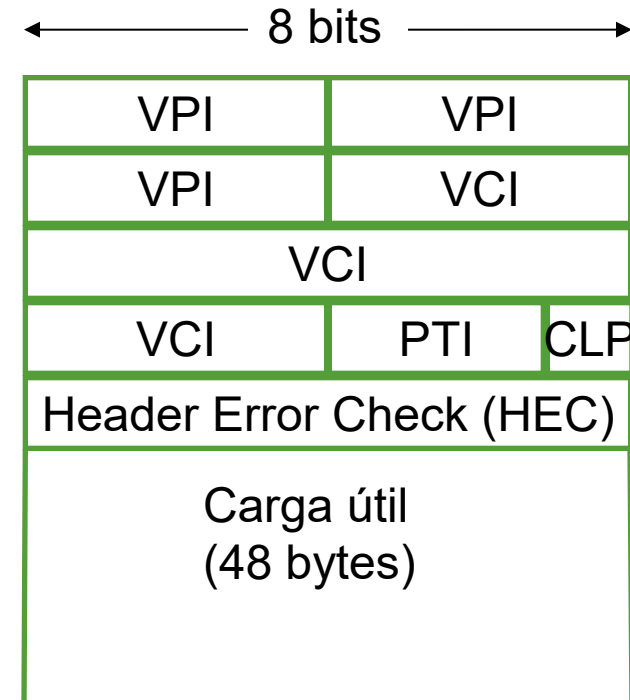 8 bits
VPI VPI
VPI VCI
VCI
VCI PTI CLP
Header Error Check (HEC)
Carga útil
(48 bytes)